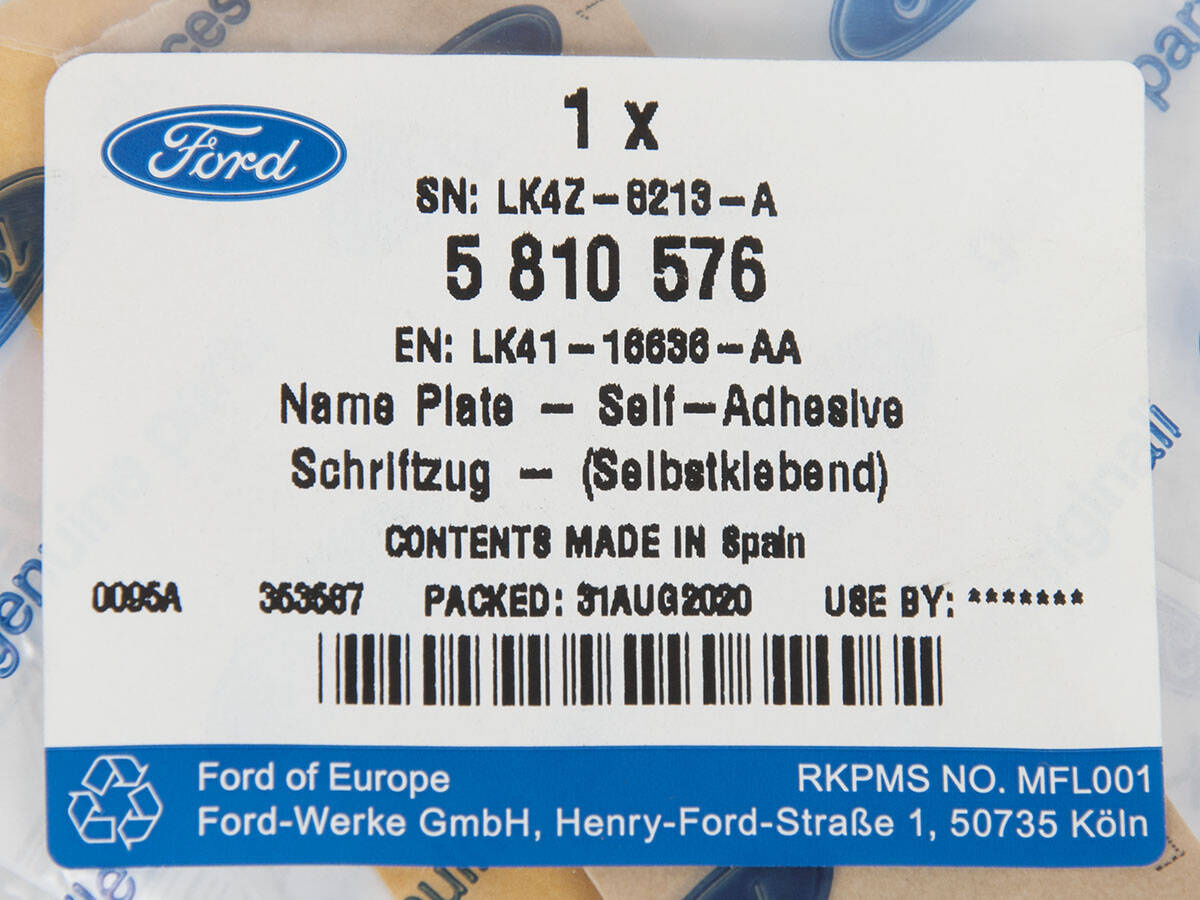 Ford
1 x
SN: LK4Z-8213-A
5 810 576
EN: LK41-16636-AA
Name Plate - Self-Adhesive
Schriftzug - (Selbstklebend)
CONTENTS MADE IN Spain
0095A 353587 PACKED: 31AUG2020 USE BY: *******
Ford of Europe RKPMS NO. MFL001
Ford-Werke GmbH, Henry-Ford-Straße 1, 50735 Köln